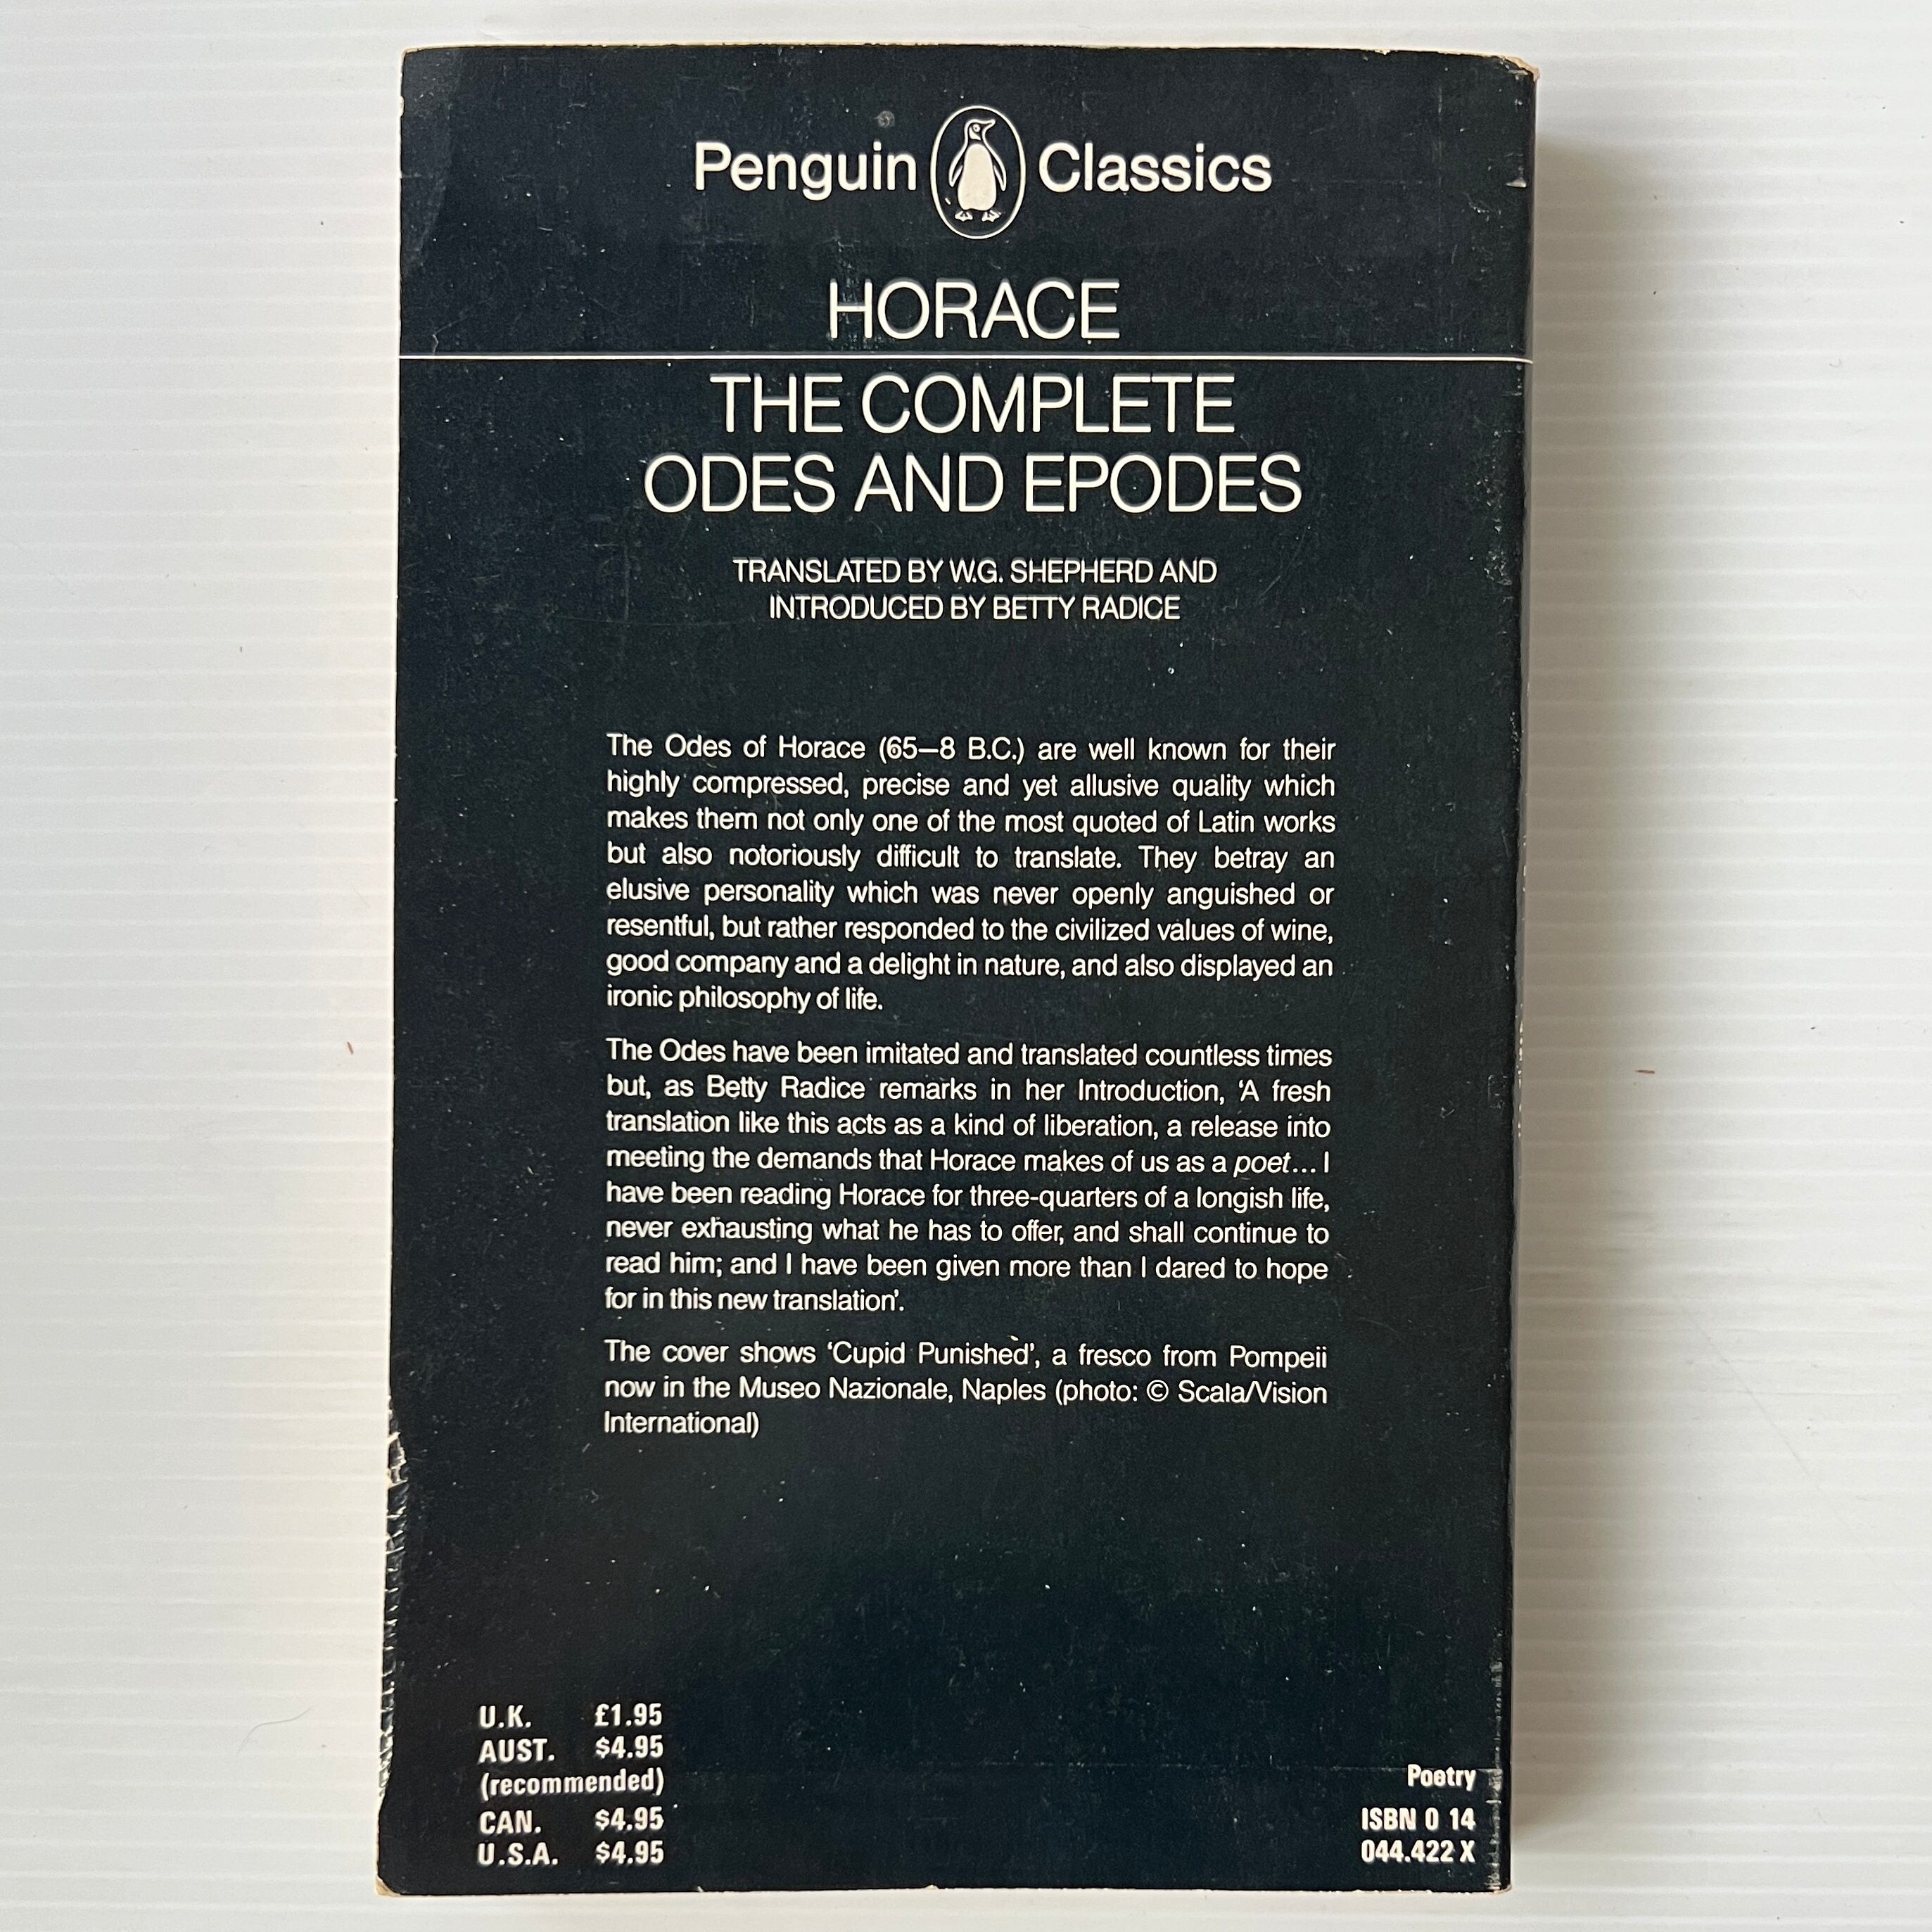 Penguin Classics
HORACE
THE COMPLETE
ODES AND EPODES
TRANSLATED BY W.G. SHEPHERD AND
INTRODUCED BY BETTY RADICE
The Odes of Horace (65–8 B.C.) are well known for their
highly compressed, precise and yet allusive quality which
makes them not only one of the most quoted of Latin works
but also notoriously difficult to translate. They betray an
elusive personality which was never openly anguished or
resentful, but rather responded to the civilized values of wine,
good company and a delight in nature, and also displayed an
ironic philosophy of life.
The Odes have been imitated and translated countless times
but, as Betty Radice remarks in her Introduction, ‘A fresh
translation like this acts as a kind of liberation, a release into
meeting the demands that Horace makes of us as a poet... I
have been reading Horace for three-quarters of a longish life,
never exhausting what he has to offer, and shall continue to
read him; and I have been given more than I dared to hope
for in this new translation’.
The cover shows ‘Cupid Punished’, a fresco from Pompeii
now in the Museo Nazionale, Naples (photo: © Scala/Vision
International)
U.K. £1.95
AUST. $4.95
(recommended)
CAN. $4.95
U.S.A. $4.95
Poetry
ISBN 0 14
044.422 X